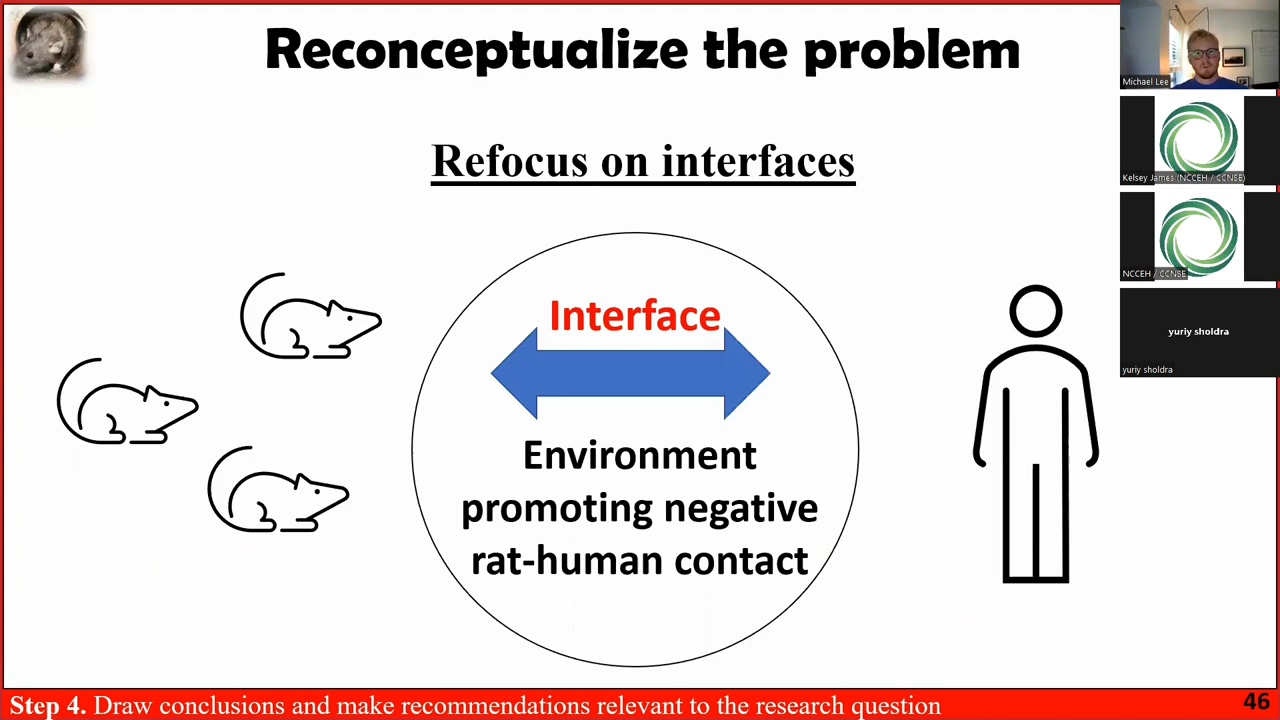 Reconceptualize the problem
Refocus on interfaces
Interface
Environment
promoting negative
rat-human contact
Michael Lee
Kelsey James (NCCEH / CCNSE)
NCCEH / CCNSE
yuriy sholdra
yuriy sholdra
Step 4. Draw conclusions and make recommendations relevant to the research question
46